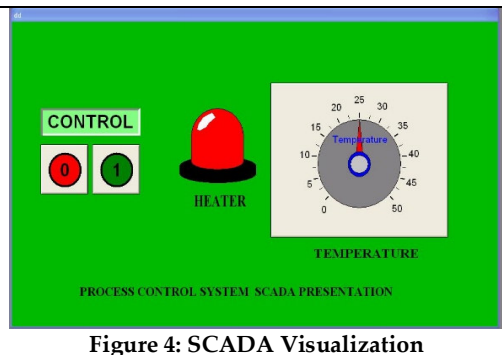 CONTROL
0 1
HEATER
0 5 10 15 20 25 30 35 40 45 50
Temperature
TEMPERATURE
PROCESS CONTROL SYSTEM SCADA PRESENTATION
Figure 4: SCADA Visualization